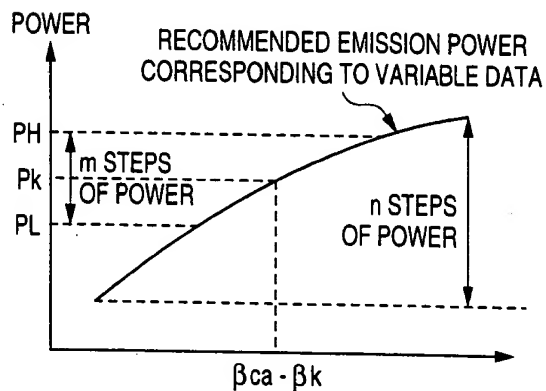 POWER
RECOMMENDED EMISSION POWER
CORRESPONDING TO VARIABLE DATA
PH
m STEPS
OF POWER
Pk
PL
n STEPS
OF POWER
βca - βk